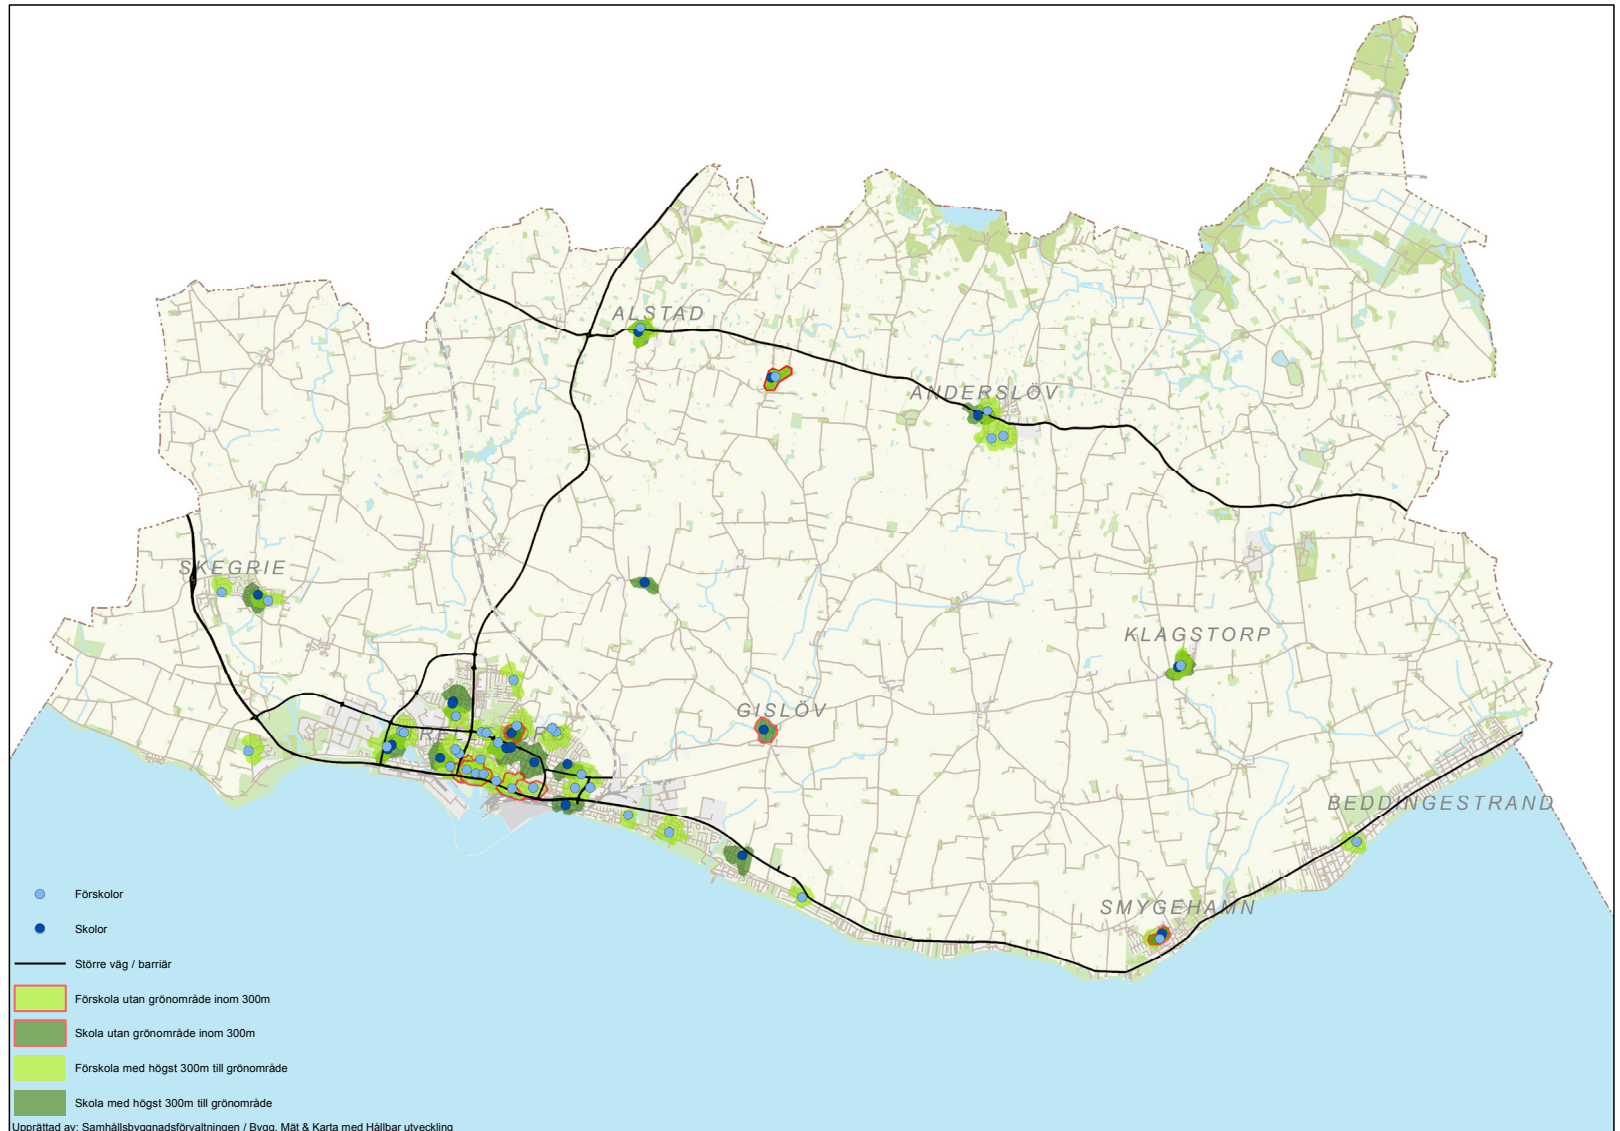 ALSTAD
ANDERSLÖV
SKEGRIE
KLAGSTORP
GISLÖV
BEDDINGESTRAND
SMYGEHAMN
Förskolor
Skolor
Större väg / barriär
Förskola utan grönområde inom 300m
Skola utan grönområde inom 300m
Förskola med högst 300m till grönområde
Skola med högst 300m till grönområde
Upprättad av: Samhällsbyggnadsförvaltningen / Bygg, Mät & Karta med Hållbar utveckling